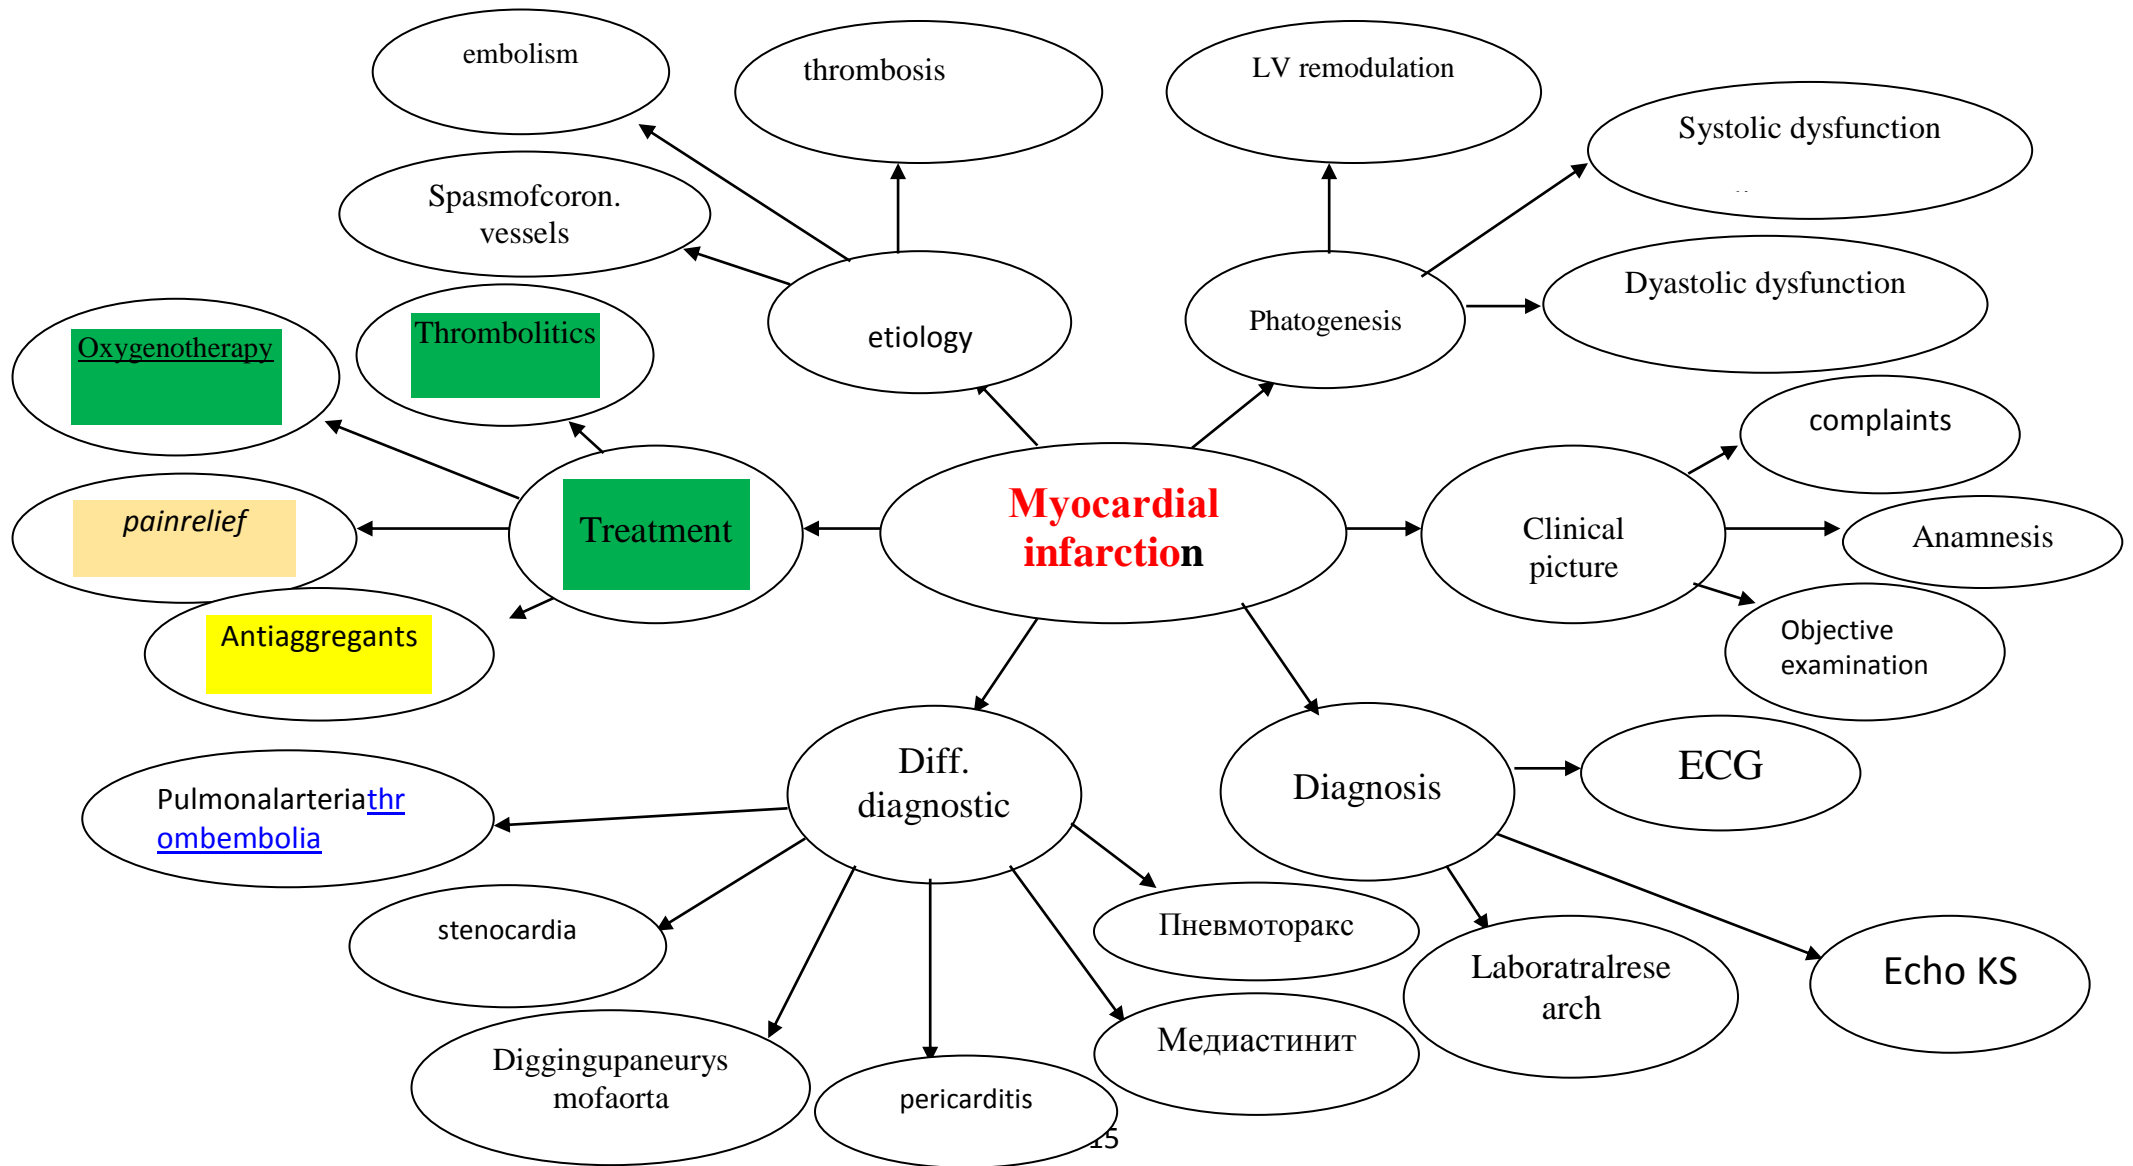 embolism
thrombosis
LV remodulation
Systolic dysfunction
Spasmofcoron.
vessels
Dyastolic dysfunction
Oxygenotherapy
Thrombolitics
etiology
Phatogenesis
complaints
painrelief
Treatment
Myocardial
infarction
Clinical
picture
Anamnesis
Antiaggregants
Objective
examination
Pulmonalarteriathr
ombembolia
Diff.
diagnostic
Diagnosis
ECG
stenocardia
Пневмоторакс
Laboratralrese
arch
Echo KS
Diggingupaneurys
mofaorta
pericarditis
Медиастинит
15